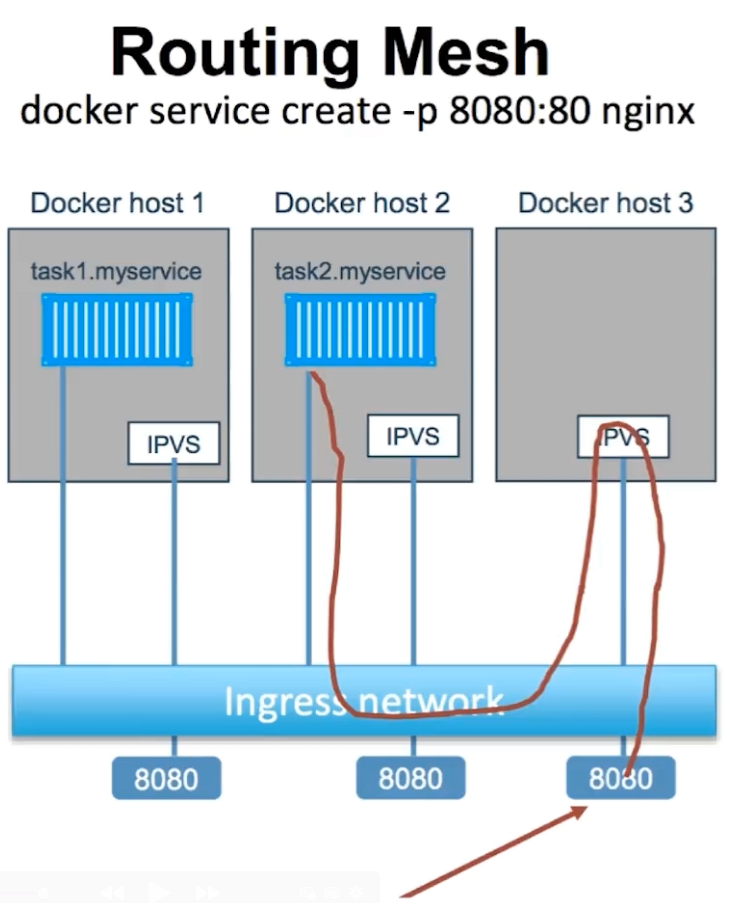 Routing Mesh
docker service create -p 8080:80 nginx
Docker host 1
Docker host 2
Docker host 3
task1.myservice
task2.myservice
IPVS
IPVS
IPVS
Ingress network
8080
8080
8080